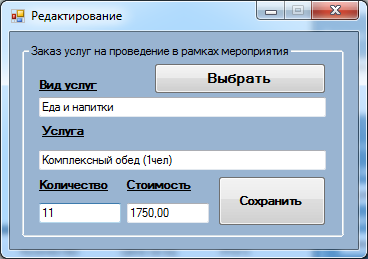 Редактирование
Заказ услуг на проведение в рамках мероприятия
Вид услуг
Выбрать
Еда и напитки
Услуга
Комплексный обед (1чел)
Количество Стоимость
Сохранить
11 1750,00